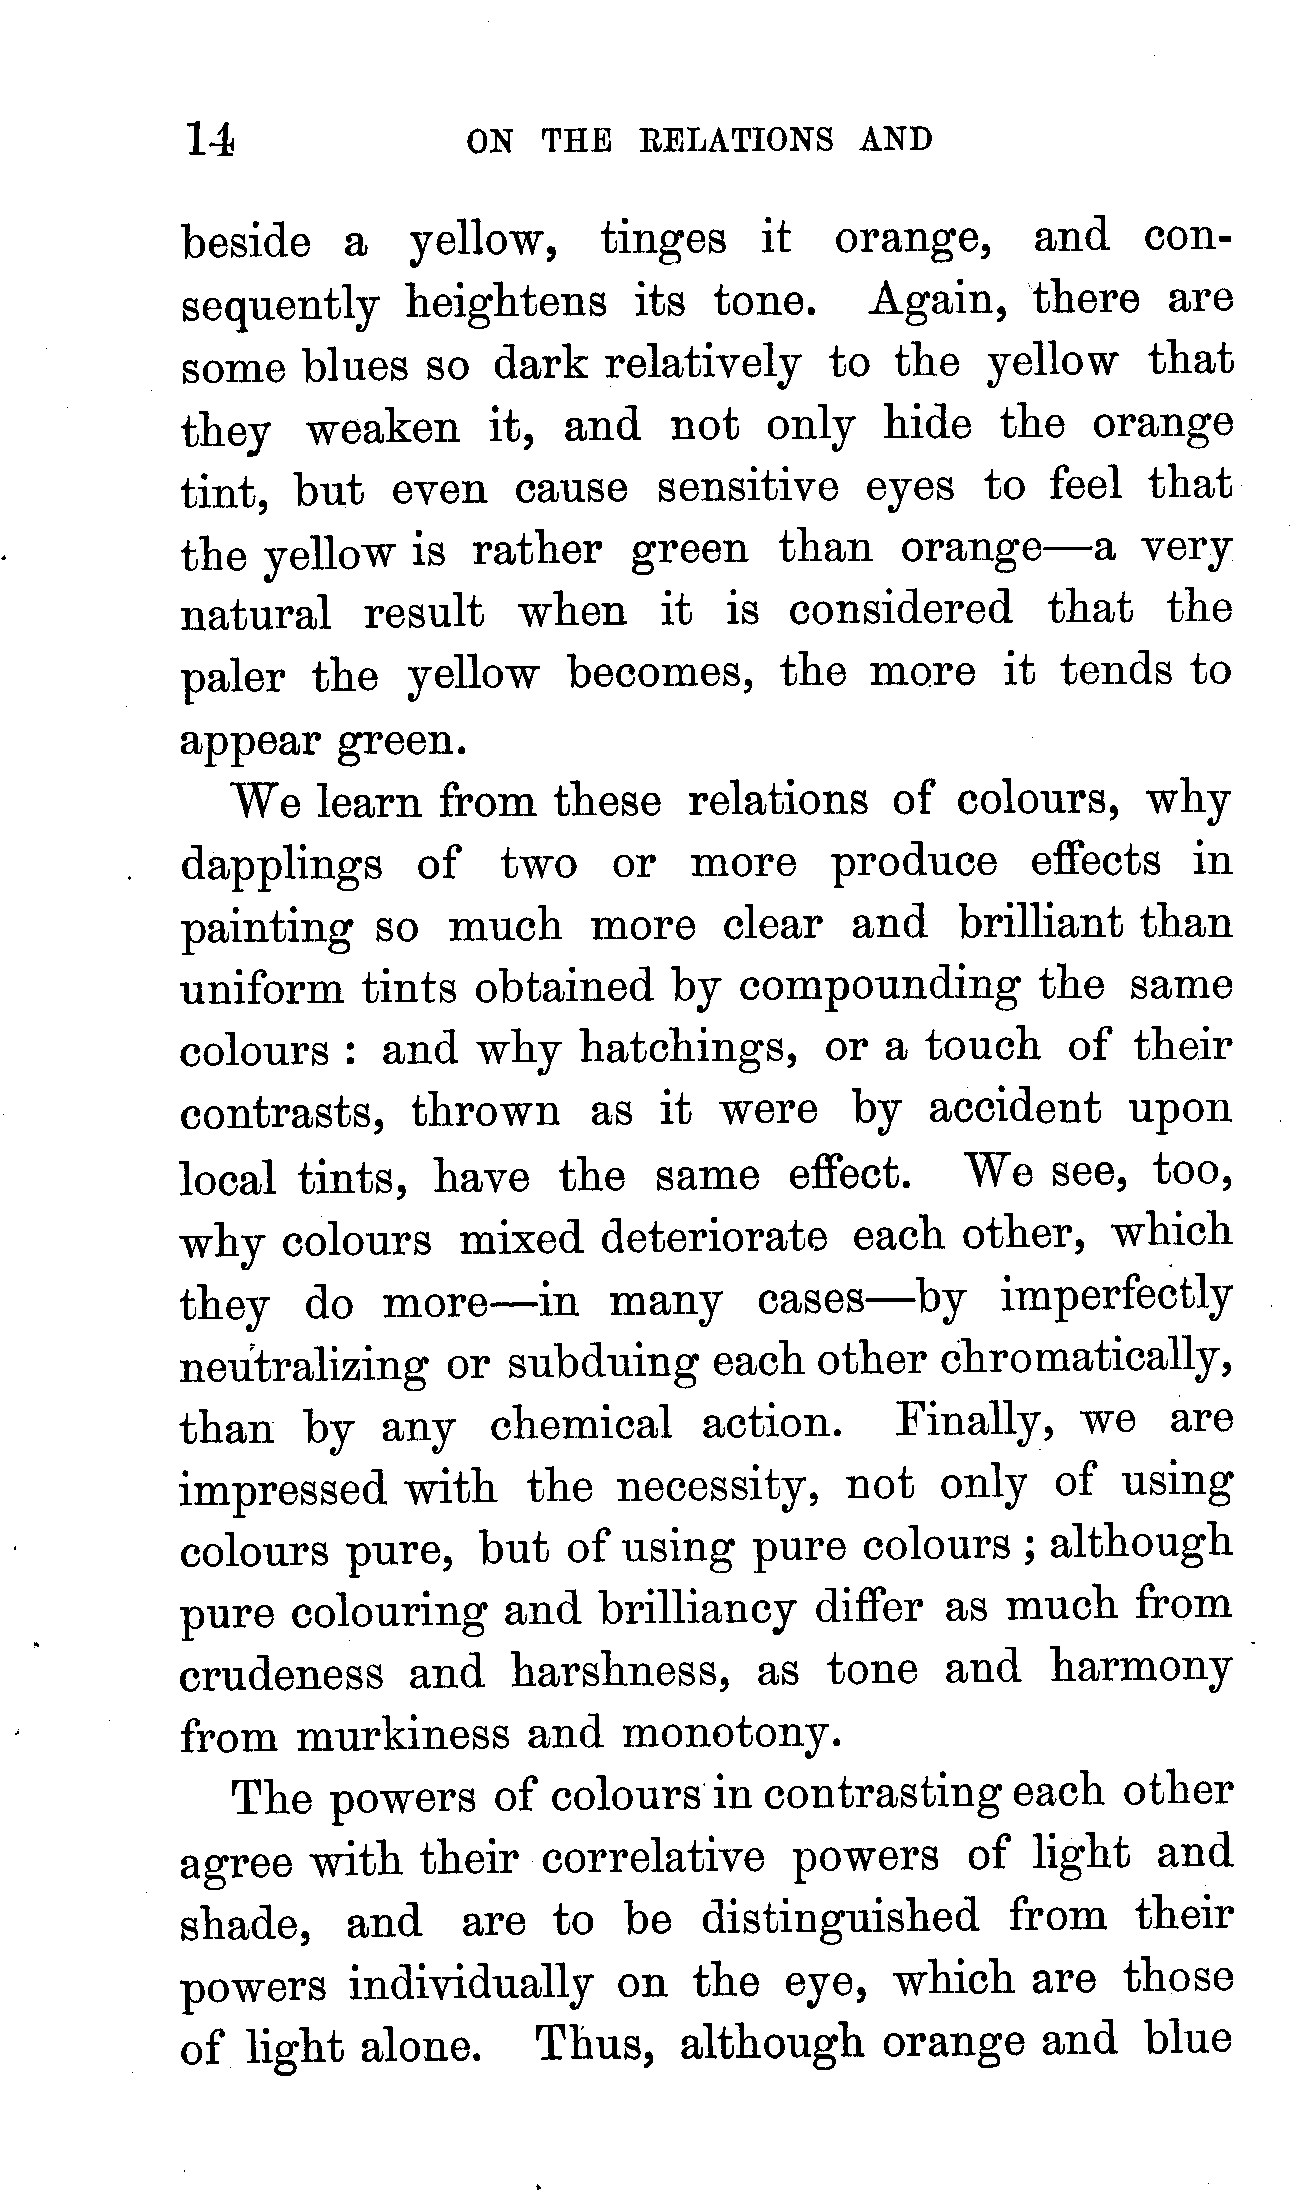 14 ON THE RELATIONS AND
beside a yellow, tinges it orange, and con-
sequently heightens its tone. Again, there are
some blues so dark relatively to the yellow that
they weaken it, and not only hide the orange
tint, but even cause sensitive eyes to feel that
the yellow is rather green than orange—a very
natural result when it is considered that the
paler the yellow becomes, the more it tends to
appear green.
We learn from these relations of colours, why
dapplings of two or more produce effects in
painting so much more clear and brilliant than
uniform tints obtained by compounding the same
colours : and why hatchings, or a touch of their
contrasts, thrown as it were by accident upon
local tints, have the same effect. We see, too,
why colours mixed deteriorate each other, which
they do more—in many cases—by imperfectly
neutralizing or subduing each other chromatically,
than by any chemical action. Finally, we are
impressed with the necessity, not only of using
colours pure, but of using pure colours ; although
pure colouring and brilliancy differ as much from
crudeness and harshness, as tone and harmony
from murkiness and monotony.
The powers of colours in contrasting each other
agree with their correlative powers of light and
shade, and are to be distinguished from their
powers individually on the eye, which are those
of light alone. Thus, although orange and blue